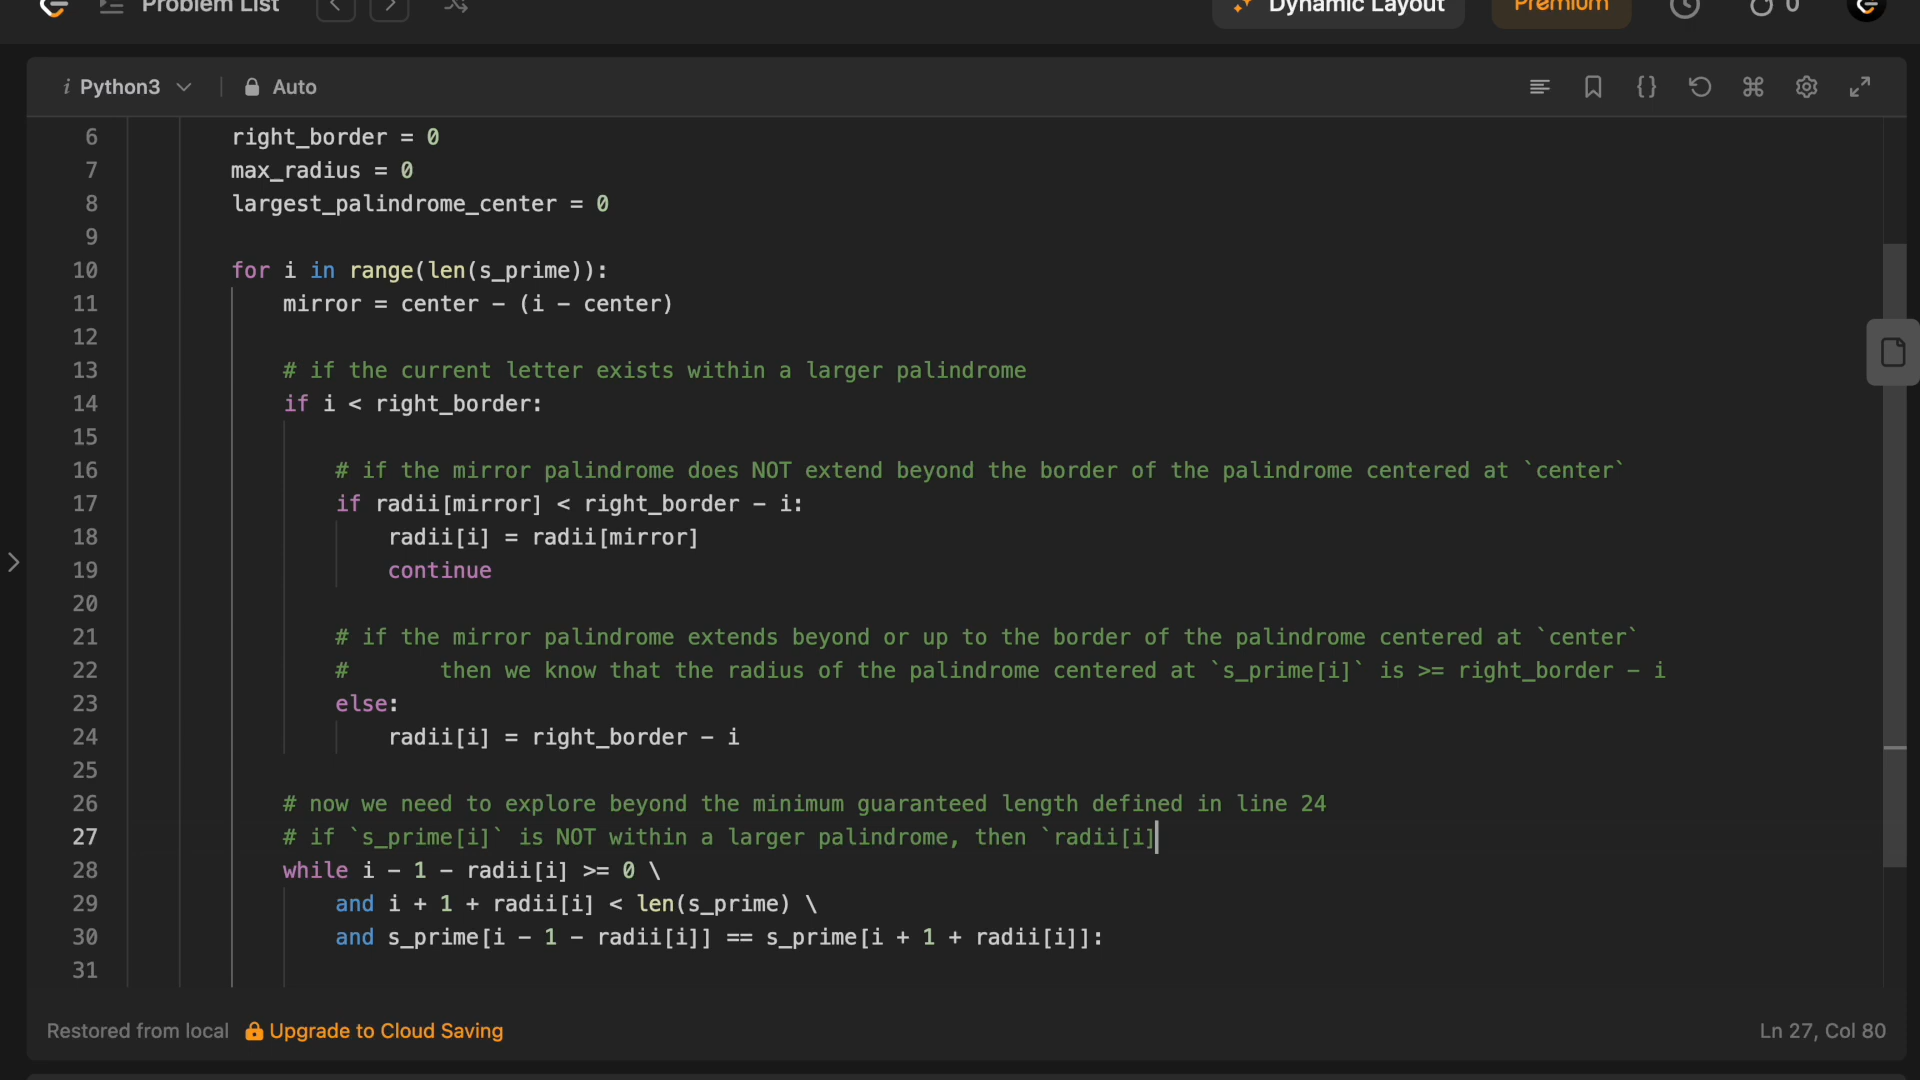 Problem List
Dynamic Layout
Premium
0
i Python3
Auto
6 right_border = 0
7 max_radius = 0
8 largest_palindrome_center = 0
9
10 for i in range(len(s_prime)):
11 mirror = center - (i - center)
12
13 # if the current letter exists within a larger palindrome
14 if i < right_border:
15
16 # if the mirror palindrome does NOT extend beyond the border of the palindrome centered at `center`
17 if radii[mirror] < right_border - i:
18 radii[i] = radii[mirror]
19 continue
20
21 # if the mirror palindrome extends beyond or up to the border of the palindrome centered at `center`
22 # then we know that the radius of the palindrome centered at `s_prime[i]` is >= right_border - i
23 else:
24 radii[i] = right_border - i
25
26 # now we need to explore beyond the minimum guaranteed length defined in line 24
27 # if `s_prime[i]` is NOT within a larger palindrome, then `radii[i]
28 while i - 1 - radii[i] >= 0 \
29 and i + 1 + radii[i] < len(s_prime) \
30 and s_prime[i - 1 - radii[i]] == s_prime[i + 1 + radii[i]]:
31
Restored from local Upgrade to Cloud Saving
Ln 27, Col 80